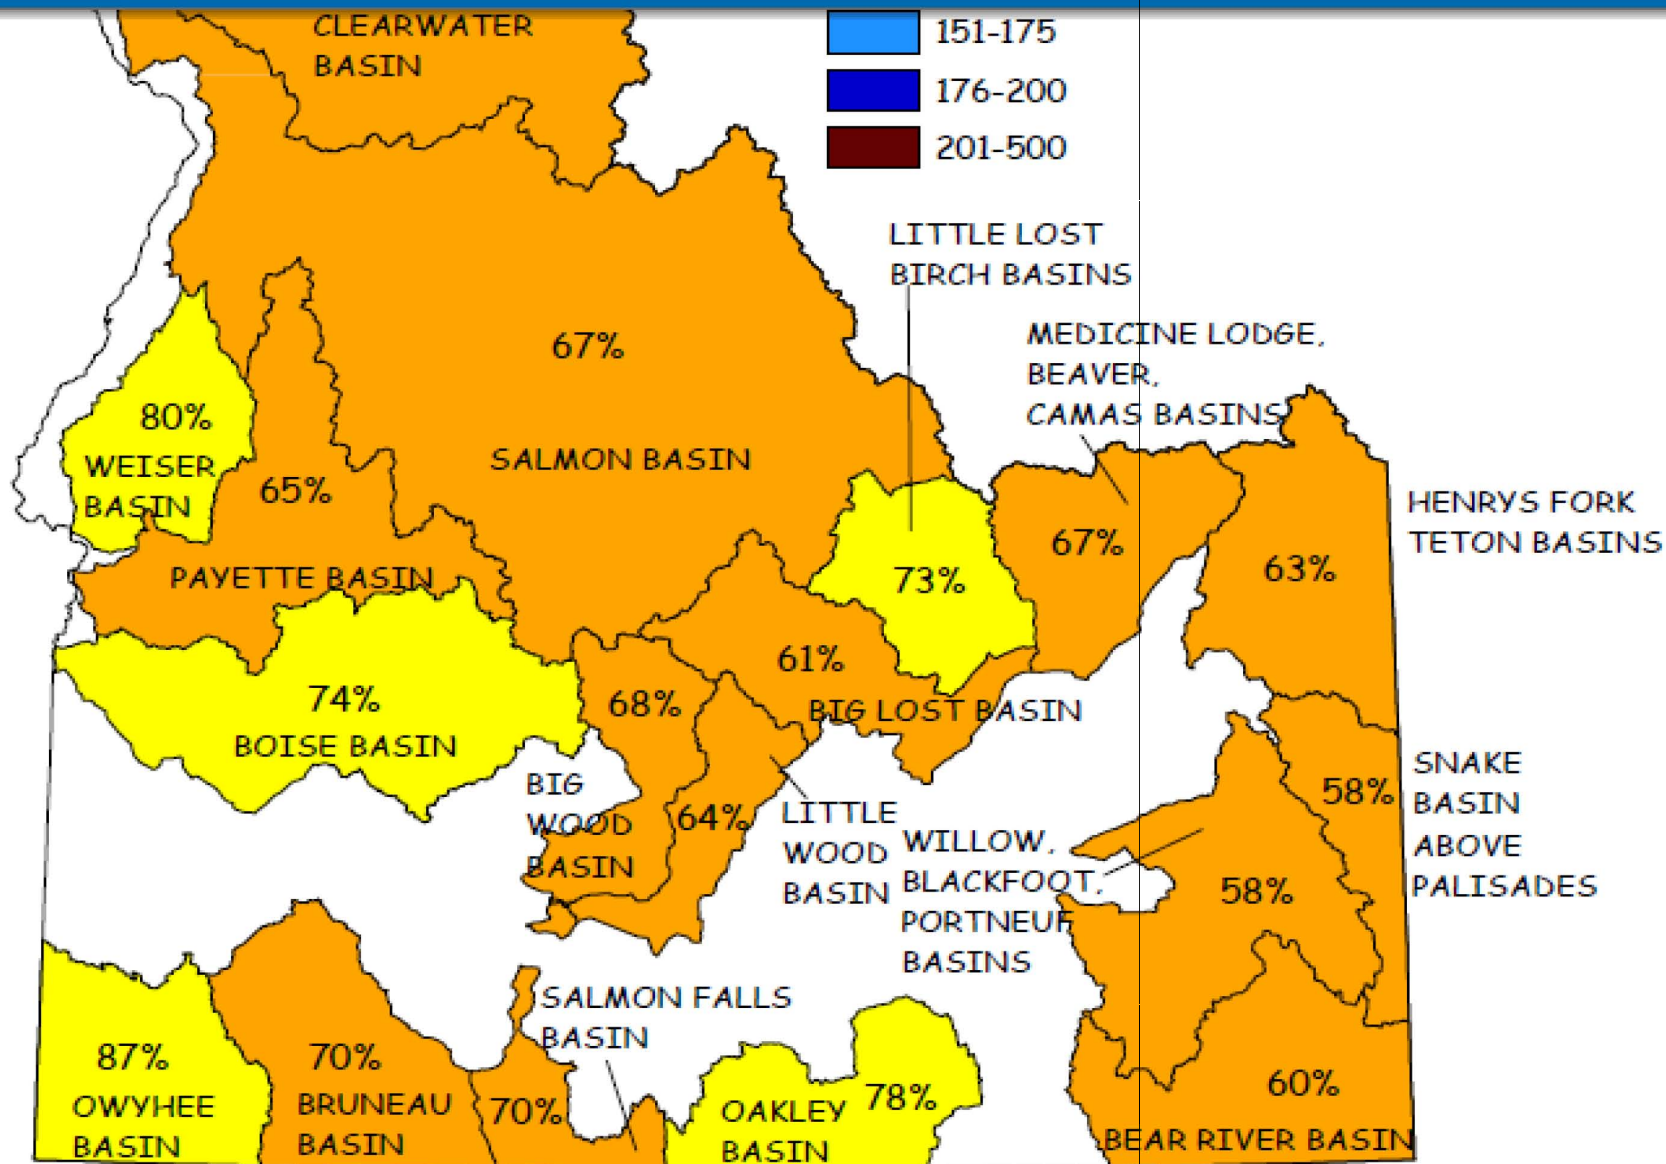 CLEARWATER
BASIN
151-175
176-200
201-500
LITTLE LOST
BIRCH BASINS
MEDICINE LODGE,
BEAVER,
CAMAS BASINS
67%
SALMON BASIN
80%
WEISER
BASIN
65%
PAYETTE BASIN
73%
67%
63%
HENRYS FORK
TETON BASINS
74%
BOISE BASIN
68%
61%
BIG LOST BASIN
BIG
WOOD
BASIN
64%
LITTLE
WOOD
BASIN
WILLOW,
BLACKFOOT,
PORTNEUF
BASINS
58%
58%
SNAKE
BASIN
ABOVE
PALISADES
87%
OWYHEE
BASIN
70%
BRUNEAU
BASIN
SALMON FALLS
BASIN
70%
OAKLEY
BASIN
78%
60%
BEAR RIVER BASIN